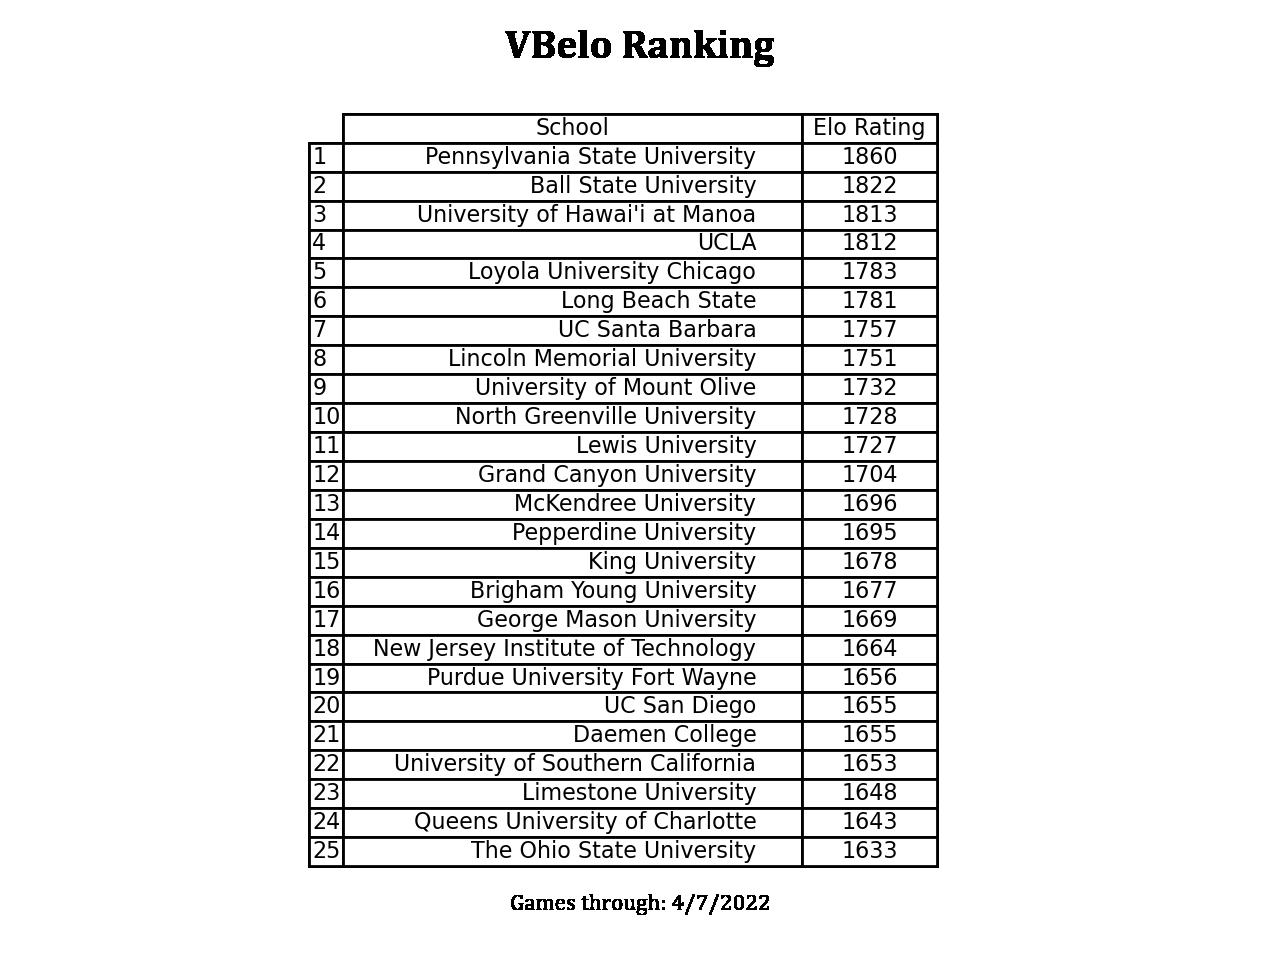 VBelo Ranking
School Elo Rating
1 Pennsylvania State University 1860
2 Ball State University 1822
3 University of Hawai'i at Manoa 1813
4 UCLA 1812
5 Loyola University Chicago 1783
6 Long Beach State 1781
7 UC Santa Barbara 1757
8 Lincoln Memorial University 1751
9 University of Mount Olive 1732
10 North Greenville University 1728
11 Lewis University 1727
12 Grand Canyon University 1704
13 McKendree University 1696
14 Pepperdine University 1695
15 King University 1678
16 Brigham Young University 1677
17 George Mason University 1669
18 New Jersey Institute of Technology 1664
19 Purdue University Fort Wayne 1656
20 UC San Diego 1655
21 Daemen College 1655
22 University of Southern California 1653
23 Limestone University 1648
24 Queens University of Charlotte 1643
25 The Ohio State University 1633
Games through: 4/7/2022